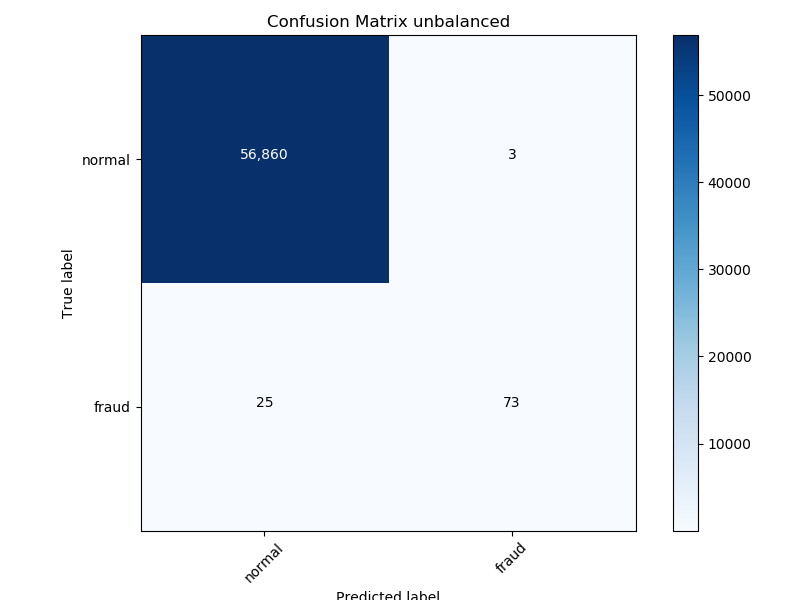 Confusion Matrix unbalanced
normal
fraud
True label
56,860
3
25
73
normal
fraud
Predicted label
50000
40000
30000
20000
10000